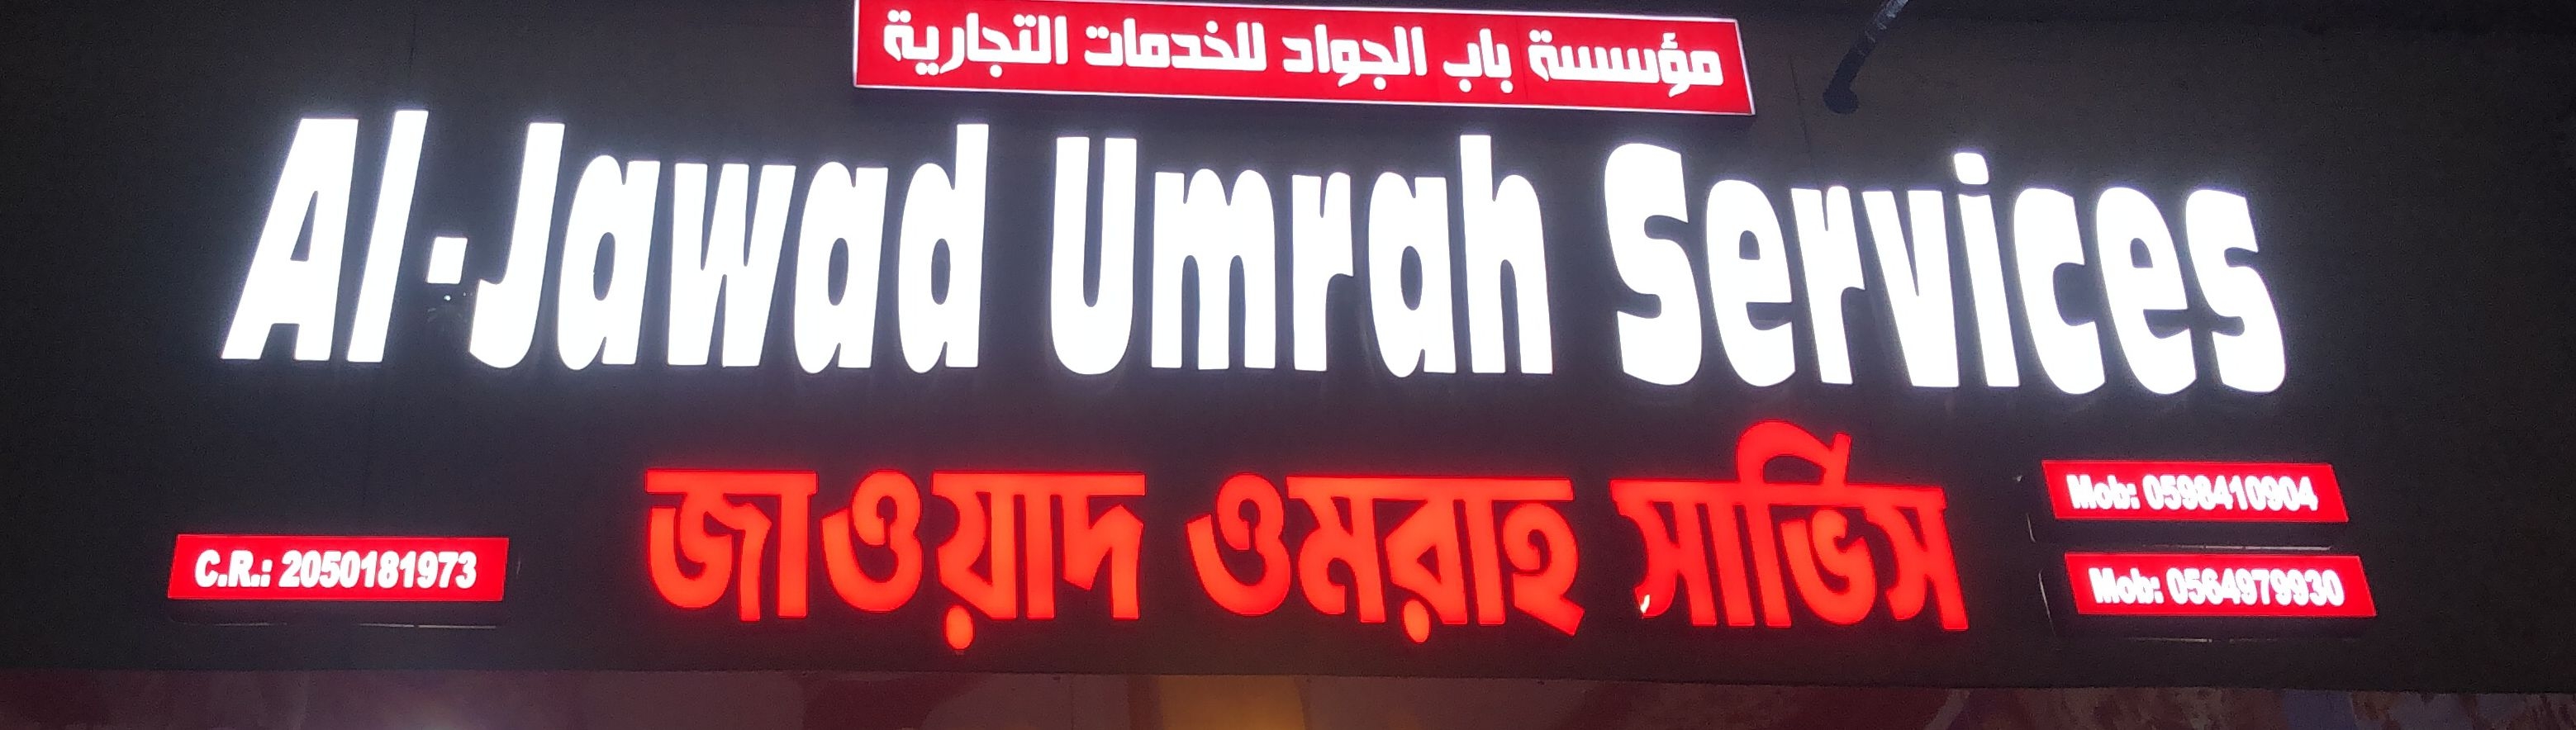 مؤسسة باب الجواد للخدمات التجارية
Al-Jawad Umrah Services
জাওয়াদ ওমরাহ সার্ভিস
C.R.: 2050181973
Mob: 0598410904
Mob: 0564979930